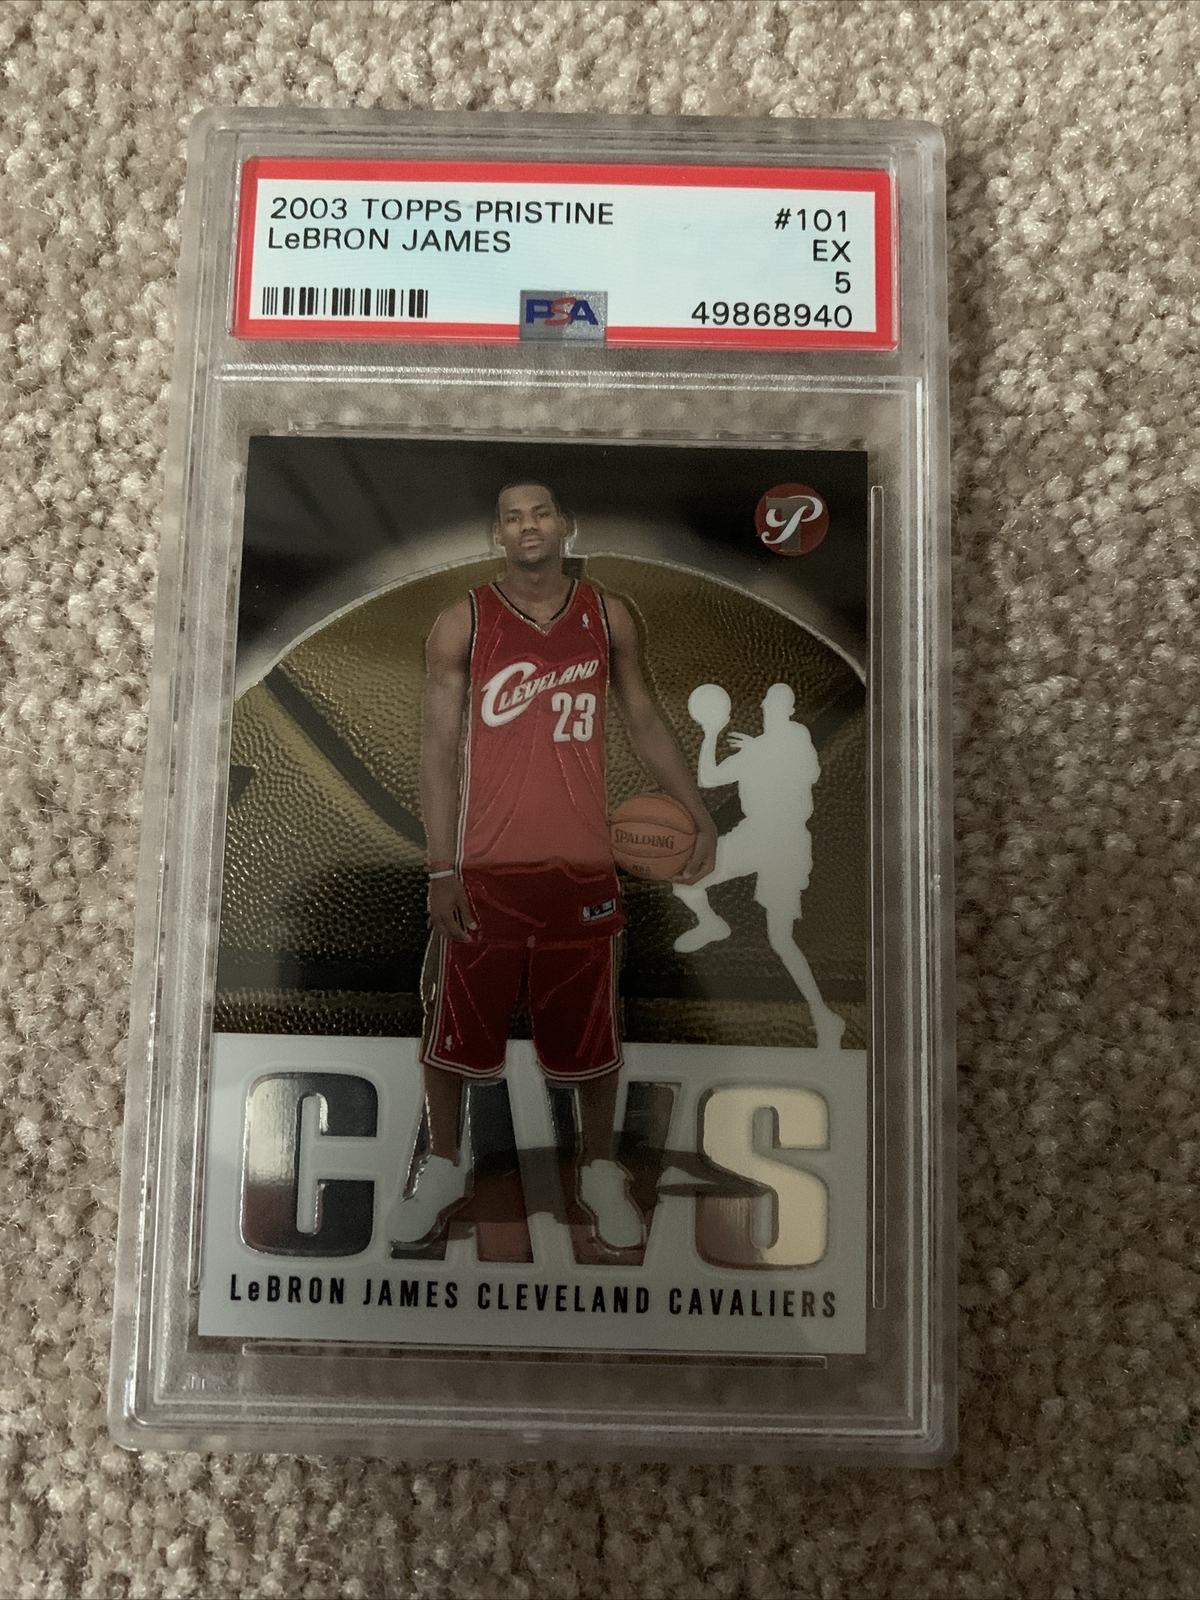 2003 TOPPS PRISTINE #101
LeBRON JAMES EX
5
PSA 49868940
P
CLEVELAND
23
SPALDING
CAVS
LeBRON JAMES CLEVELAND CAVALIERS